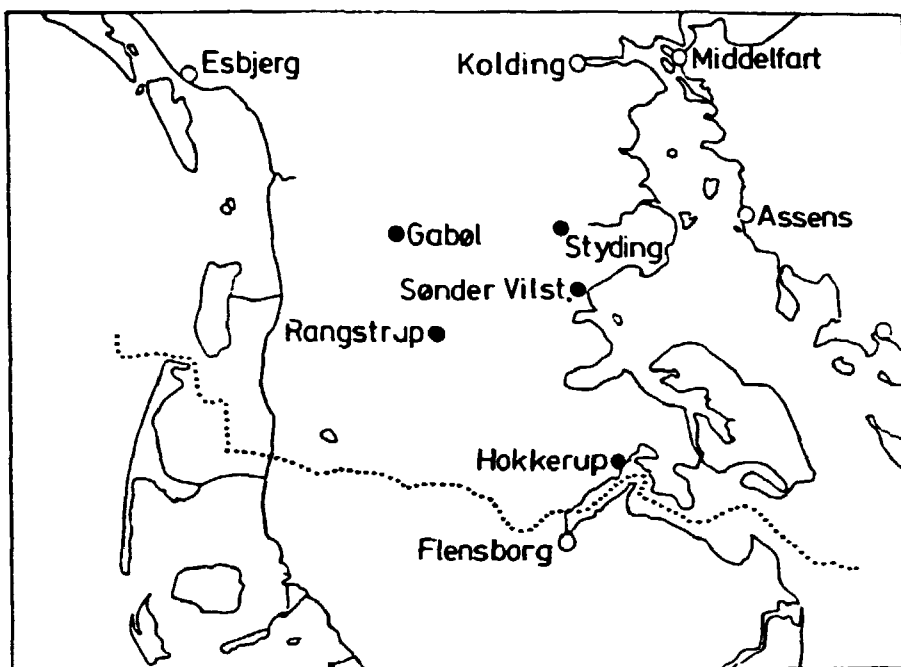 Esbjerg
Kolding
Middelfart
Gabøl
Styding
Assens
Sønder Vilst.
Rangstrup
Hokkerup
Flensborg